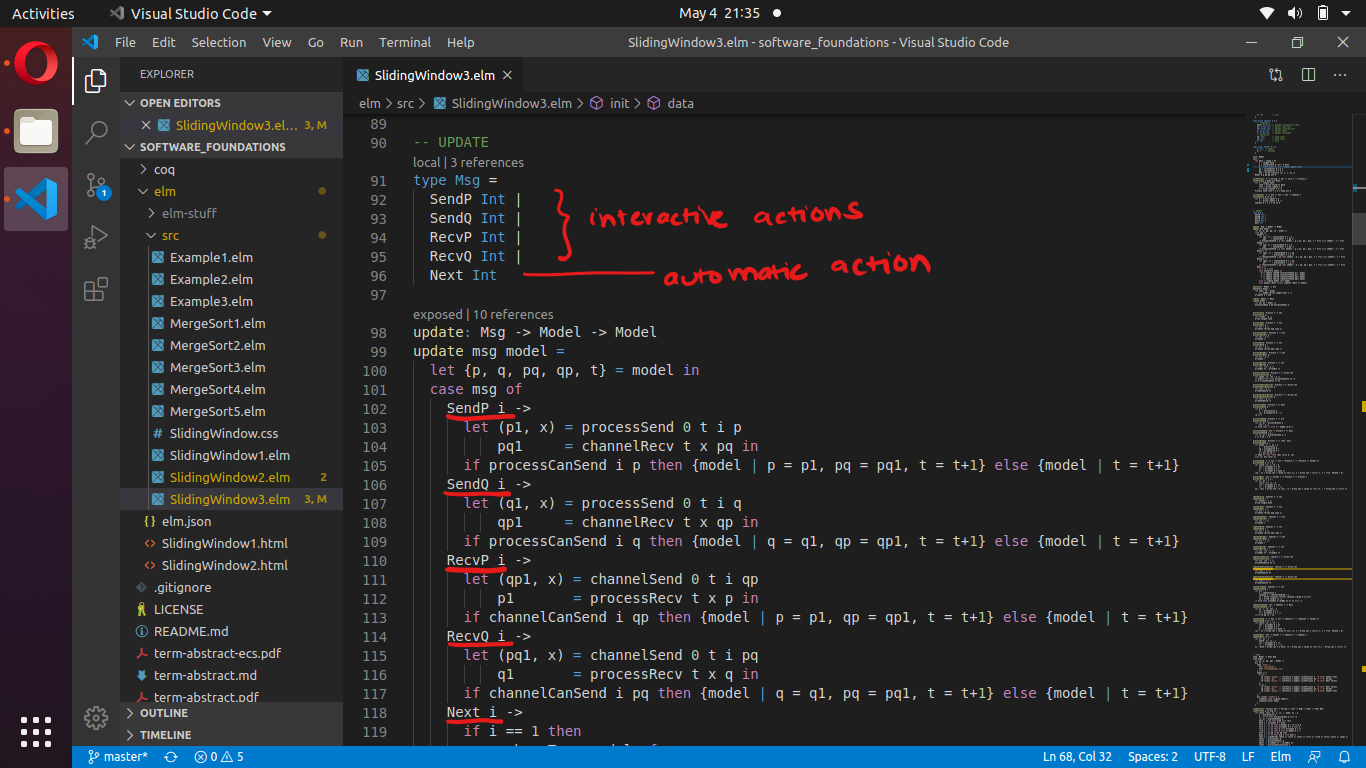 Activities
Visual Studio Code
May 4 21:35
File Edit Selection View Go Run Terminal Help
SlidingWindow3.elm - software_foundations - Visual Studio Code
EXPLORER
OPEN EDITORS
SlidingWindow3.el... 3, M
SOFTWARE_FOUNDATIONS
coq
elm
elm-stuff
src
Example1.elm
Example2.elm
Example3.elm
MergeSort1.elm
MergeSort2.elm
MergeSort3.elm
MergeSort4.elm
MergeSort5.elm
# SlidingWindow.css
SlidingWindow1.elm
SlidingWindow2.elm 2
SlidingWindow3.elm 3, M
{} elm.json
<> SlidingWindow1.html
<> SlidingWindow2.html
.gitignore
LICENSE
README.md
term-abstract-ecs.pdf
term-abstract.md
term-abstract.pdf
OUTLINE
TIMELINE
1
SlidingWindow3.elm
elm > src > SlidingWindow3.elm > init > data
89
90 -- UPDATE
local | 3 references
91 type Msg =
92 SendP Int |
93 SendQ Int |
94 RecvP Int |
95 RecvQ Int |
96 Next Int
97
interactive actions
automatic action
exposed | 10 references
98 update: Msg -> Model -> Model
99 update msg model =
100 let {p, q, pq, qp, t} = model in
101 case msg of
102 SendP i ->
103 let (p1, x) = processSend 0 t i p
104 pq1 = channelRecv t x pq in
105 if processCanSend i p then {model | p = p1, pq = pq1, t = t+1} else {model | t = t+1}
106 SendQ i ->
107 let (q1, x) = processSend 0 t i q
108 qp1 = channelRecv t x qp in
109 if processCanSend i q then {model | q = q1, qp = qp1, t = t+1} else {model | t = t+1}
110 RecvP i ->
111 let (qp1, x) = channelSend 0 t i qp
112 p1 = processRecv t x p in
113 if channelCanSend i qp then {model | p = p1, qp = qp1, t = t+1} else {model | t = t+1}
114 RecvQ i ->
115 let (pq1, x) = channelSend 0 t i pq
116 q1 = processRecv t x q in
117 if channelCanSend i pq then {model | q = q1, pq = pq1, t = t+1} else {model | t = t+1}
118 Next i ->
119 if i == 1 then
master* 0 5
Ln 68, Col 32 Spaces: 2 UTF-8 LF Elm